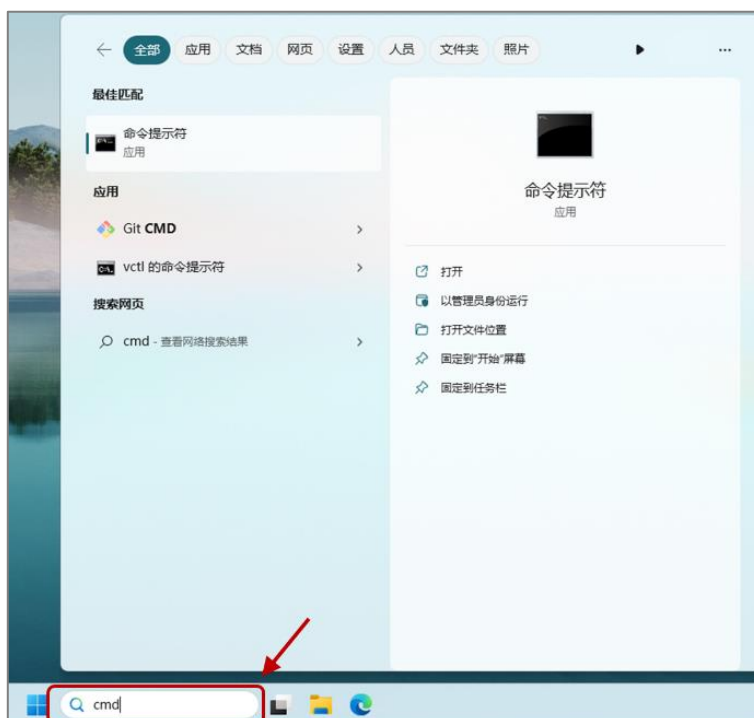 全部 应用 文档 网页 设置 人员 文件夹 照片
最佳匹配
命令提示符
应用
应用
Git CMD
vctl 的命令提示符
搜索网页
cmd - 查看网络搜索结果
命令提示符
应用
打开
以管理员身份运行
打开文件位置
固定到"开始"屏幕
固定到任务栏
cmd